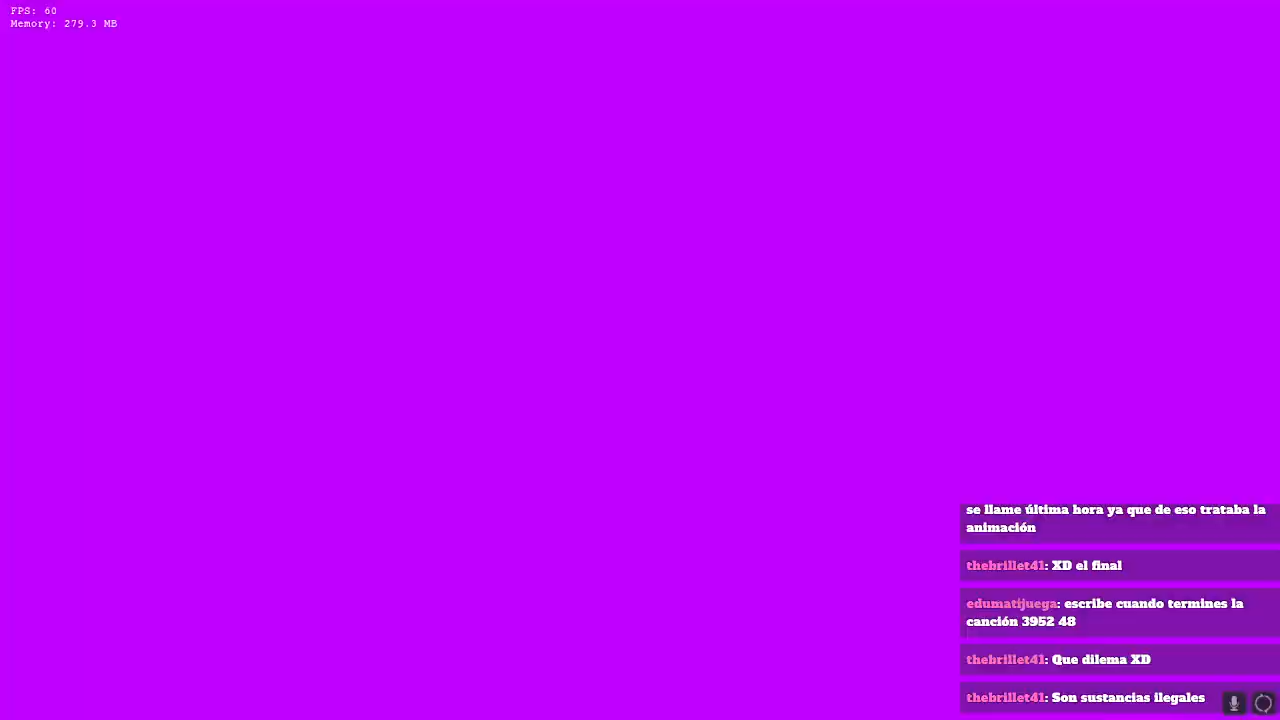 FPS: 60
Memory: 279.3 MB
se llame última hora ya que de eso trataba la
animación
thebrillet41: XD el final
edumatijuega: escribe cuando termines la
canción 3952 48
thebrillet41: Que dilema XD
thebrillet41: Son sustancias ilegales